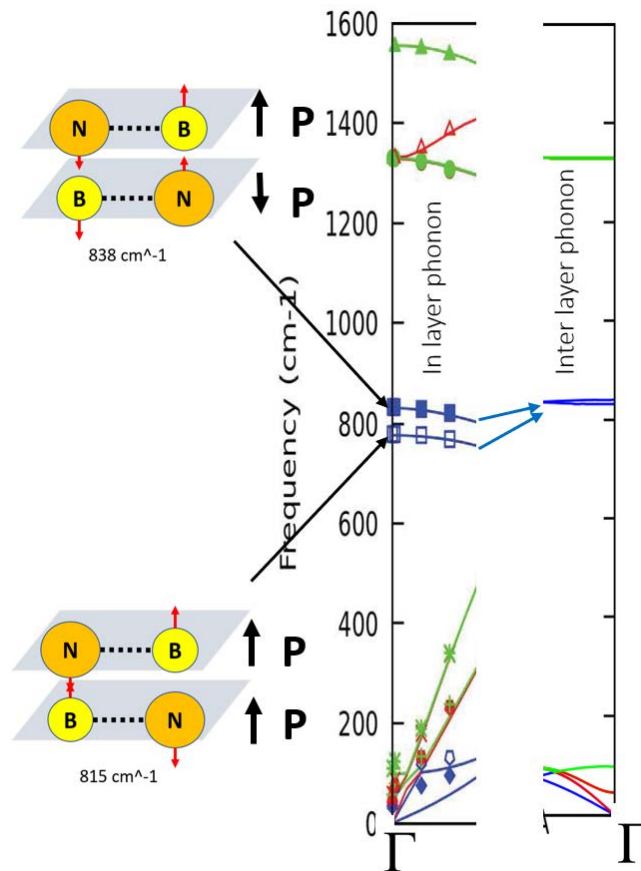 N
B
P
B
N
P
838 cm^-1
N
B
P
B
N
P
815 cm^-1
Frequency (cm-1)
1600
1400
1200
1000
800
600
400
200
0
In layer phonon
Inter layer phonon
Γ
Γ